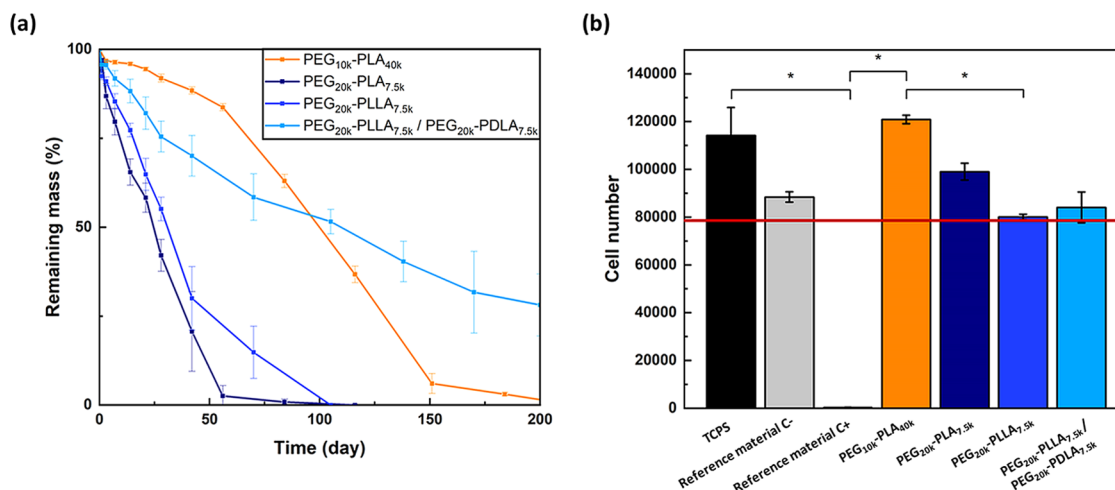 (a)
100
50
0
Remaining mass (%)
0
50
100
150
200
Time (day)
PEG10k-PLA40k
PEG20k-PLA7.5k
PEG20k-PLLA7.5k
PEG20k-PLLA7.5k / PEG20k-PDLA7.5k
(b)
140000
120000
100000
80000
60000
40000
20000
0
Cell number
*
*
*
TCPS
Reference material C-
Reference material C+
PEG10k-PLA40k
PEG20k-PLA7.5k
PEG20k-PLLA7.5k
PEG20k-PLLA7.5k /
PEG20k-PDLA7.5k